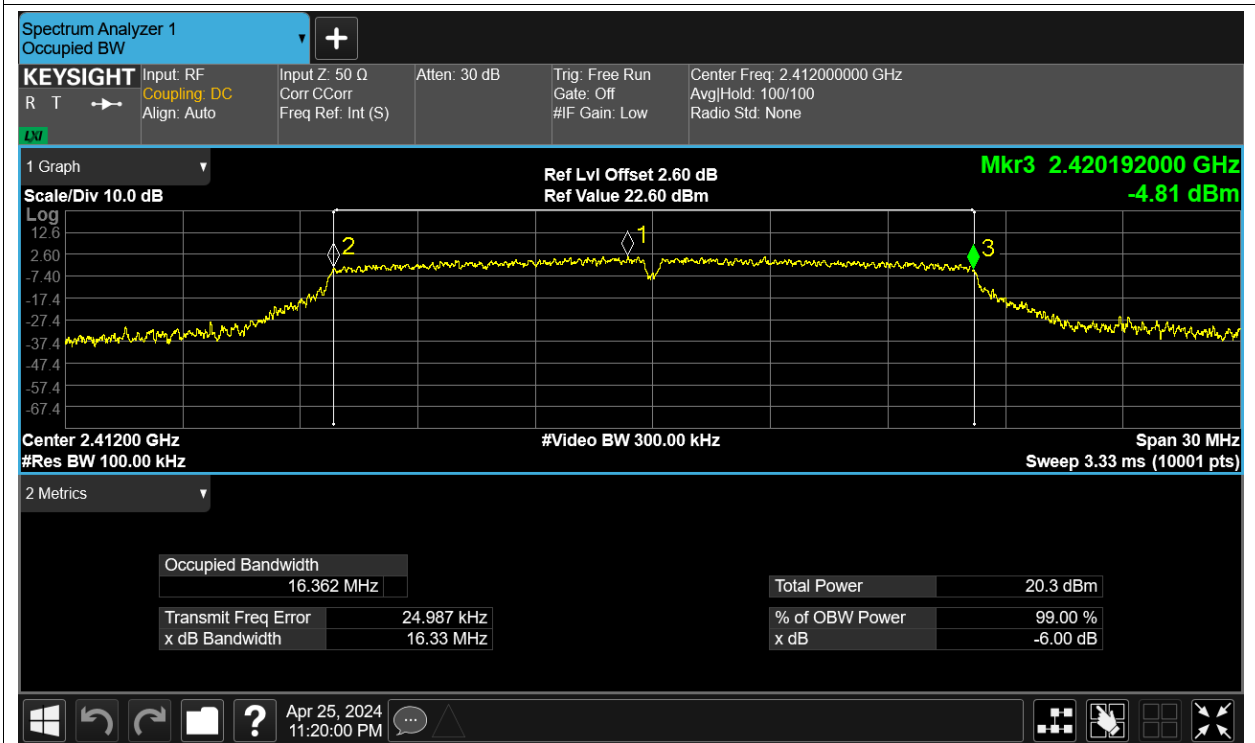 Spectrum Analyzer 1
Occupied BW
▼
+
KEYSIGHT
R T
LXI
Input: RF
Coupling: DC
Align: Auto
Input Z: 50 Ω
Corr CCorr
Freq Ref: Int (S)
Atten: 30 dB
Trig: Free Run
Gate: Off
#IF Gain: Low
Center Freq: 2.412000000 GHz
Avg|Hold: 100/100
Radio Std: None
1 Graph ▼
Scale/Div 10.0 dB
Ref Lvl Offset 2.60 dB
Ref Value 22.60 dBm
Mkr3 2.420192000 GHz
-4.81 dBm
Log
12.6
2.60
-7.40
-17.4
-27.4
-37.4
-47.4
-57.4
-67.4
2
1
3
Center 2.41200 GHz
#Res BW 100.00 kHz
#Video BW 300.00 kHz
Span 30 MHz
Sweep 3.33 ms (10001 pts)
2 Metrics ▼
Occupied Bandwidth
16.362 MHz
Transmit Freq Error 24.987 kHz
x dB Bandwidth 16.33 MHz
Total Power 20.3 dBm
% of OBW Power 99.00 %
x dB -6.00 dB
?
Apr 25, 2024
11:20:00 PM